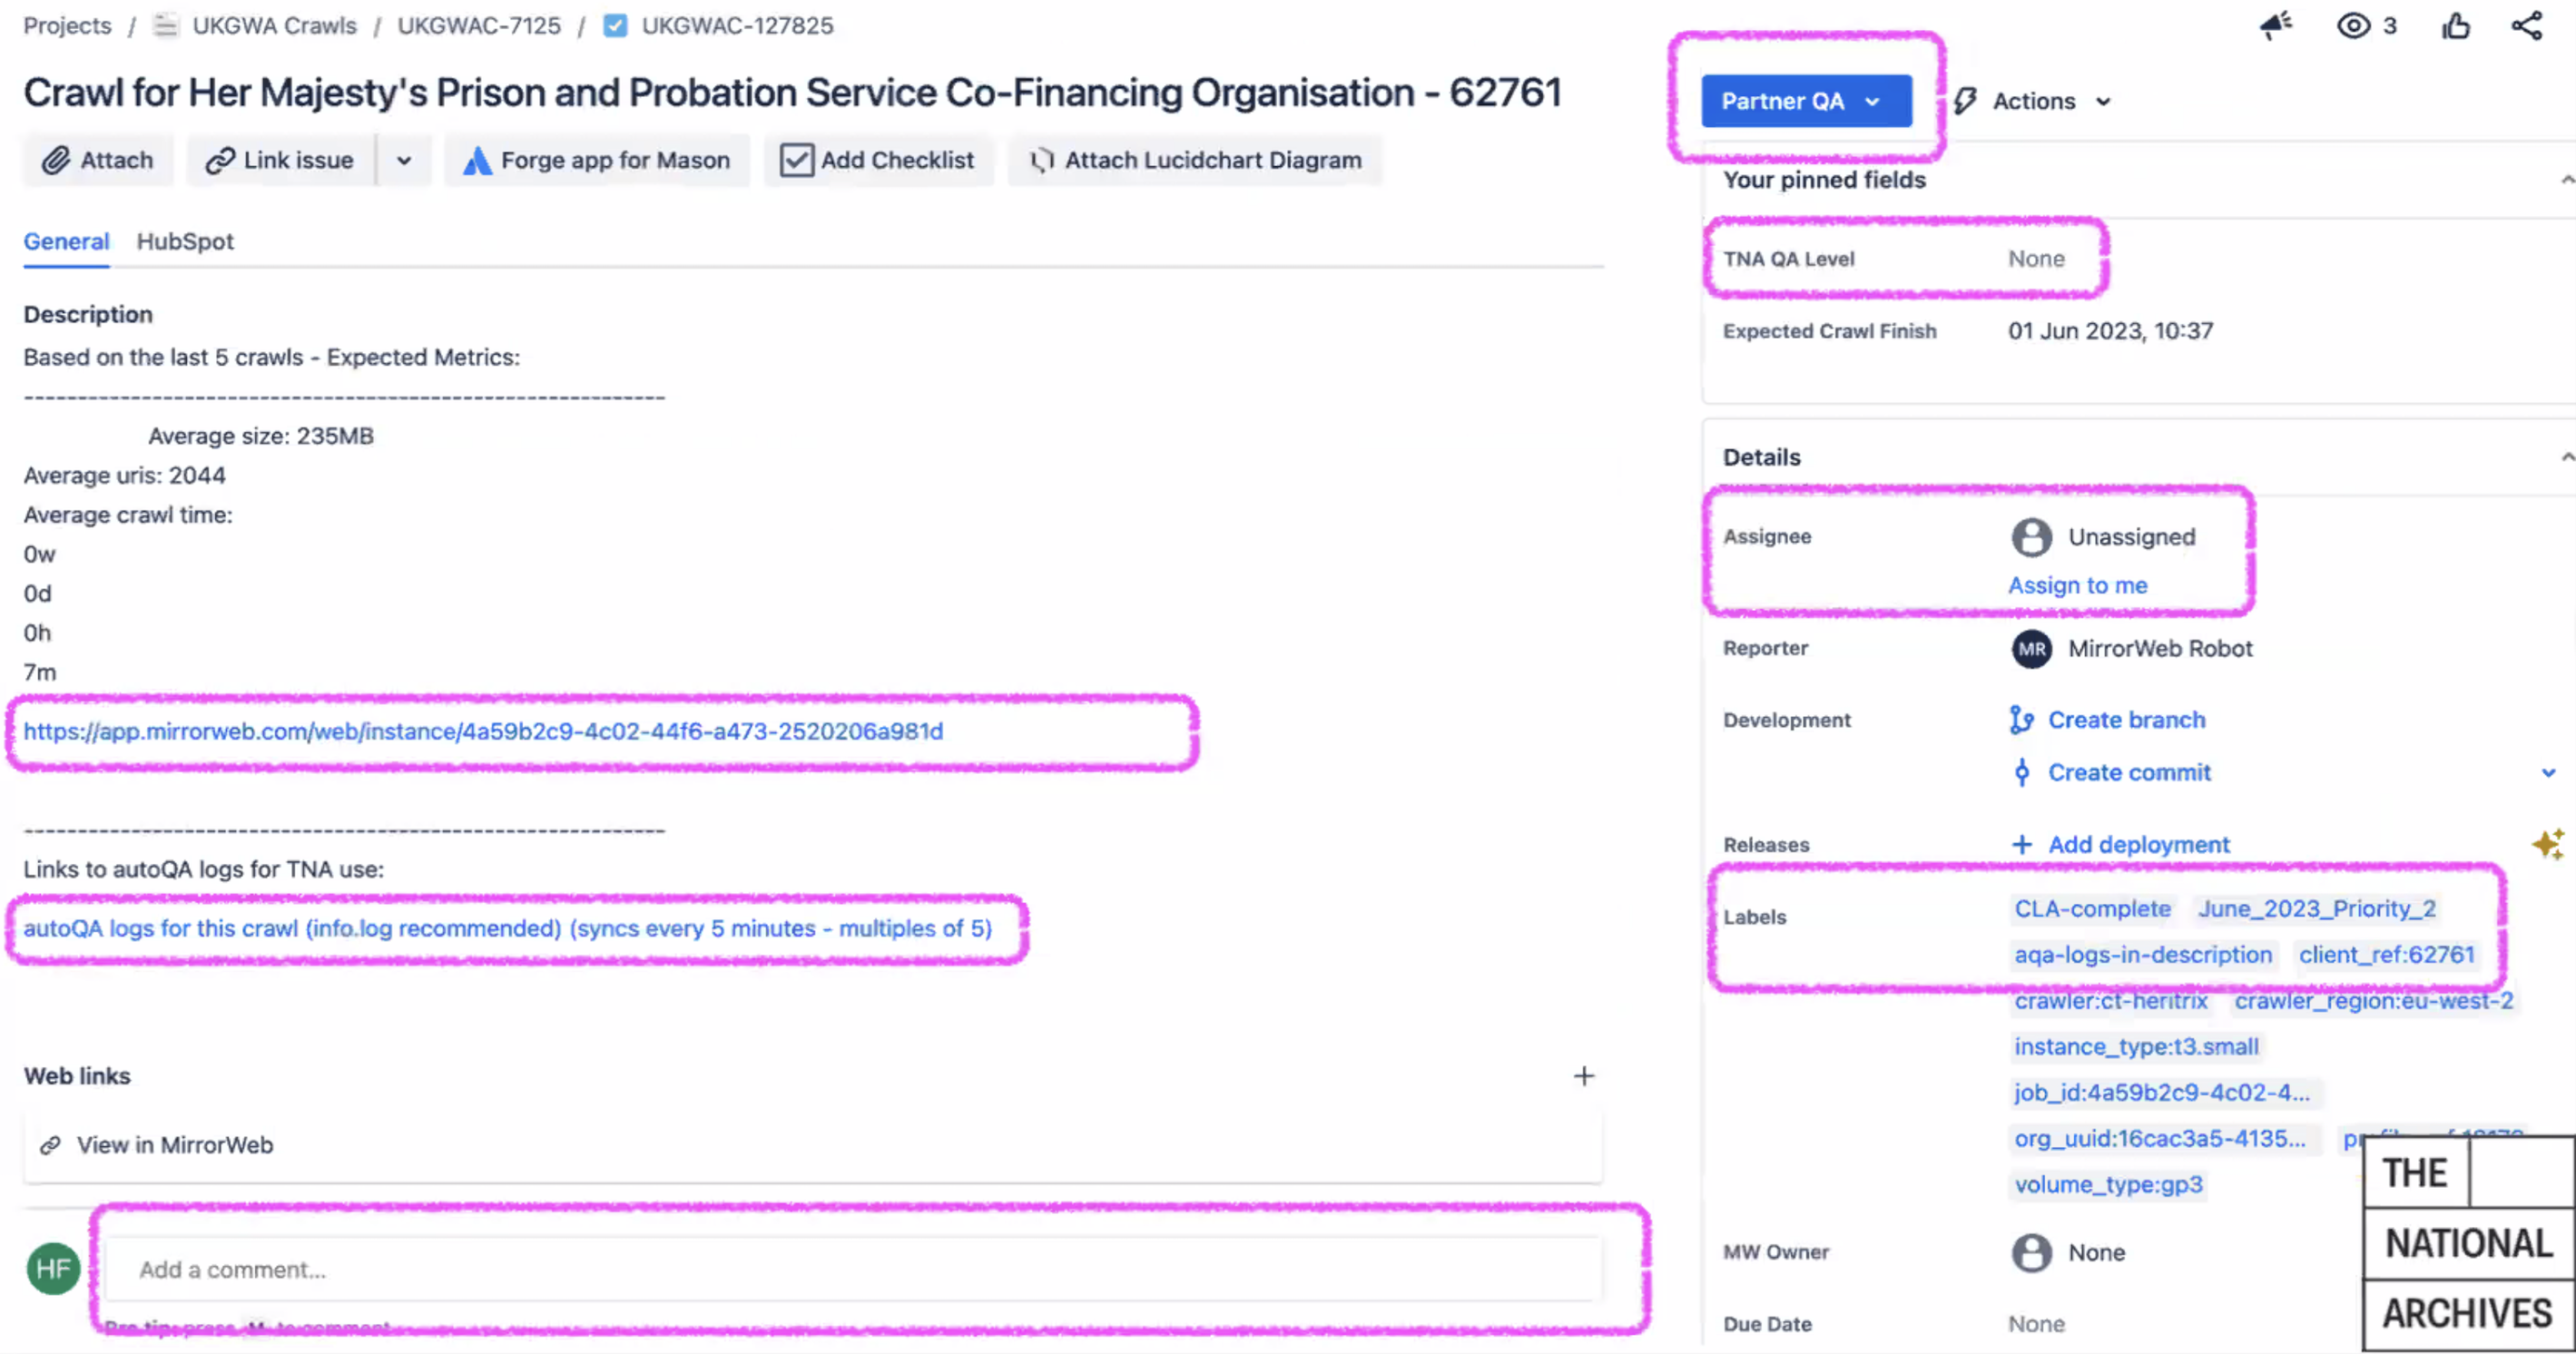 Projects / UKGWA Crawls / UKGWAC-7125 / UKGWAC-127825
3
Crawl for Her Majesty's Prison and Probation Service Co-Financing Organisation - 62761
Attach
Link issue
Forge app for Mason
Add Checklist
Attach Lucidchart Diagram
General
HubSpot
Description
Based on the last 5 crawls - Expected Metrics:
------------------------------------------------------------
Average size: 235MB
Average uris: 2044
Average crawl time:
0w
0d
0h
7m
https://app.mirrorweb.com/web/instance/4a59b2c9-4c02-44f6-a473-2520206a981d
------------------------------------------------------------
Links to autoQA logs for TNA use:
autoQA logs for this crawl (info.log recommended) (syncs every 5 minutes - multiples of 5)
Web links
View in MirrorWeb
HF
Add a comment...
Pro tip: press M to comment
Partner QA
Actions
Your pinned fields
TNA QA Level None
Expected Crawl Finish 01 Jun 2023, 10:37
Details
Assignee Unassigned
Assign to me
Reporter MR MirrorWeb Robot
Development Create branch
Create commit
Releases Add deployment
Labels CLA-complete June_2023_Priority_2
aqa-logs-in-description client_ref:62761
crawler:ct-heritrix crawler_region:eu-west-2
instance_type:t3.small
job_id:4a59b2c9-4c02-4...
org_uuid:16cac3a5-4135...
volume_type:gp3
MW Owner None
Due Date None
THE
NATIONAL
ARCHIVES